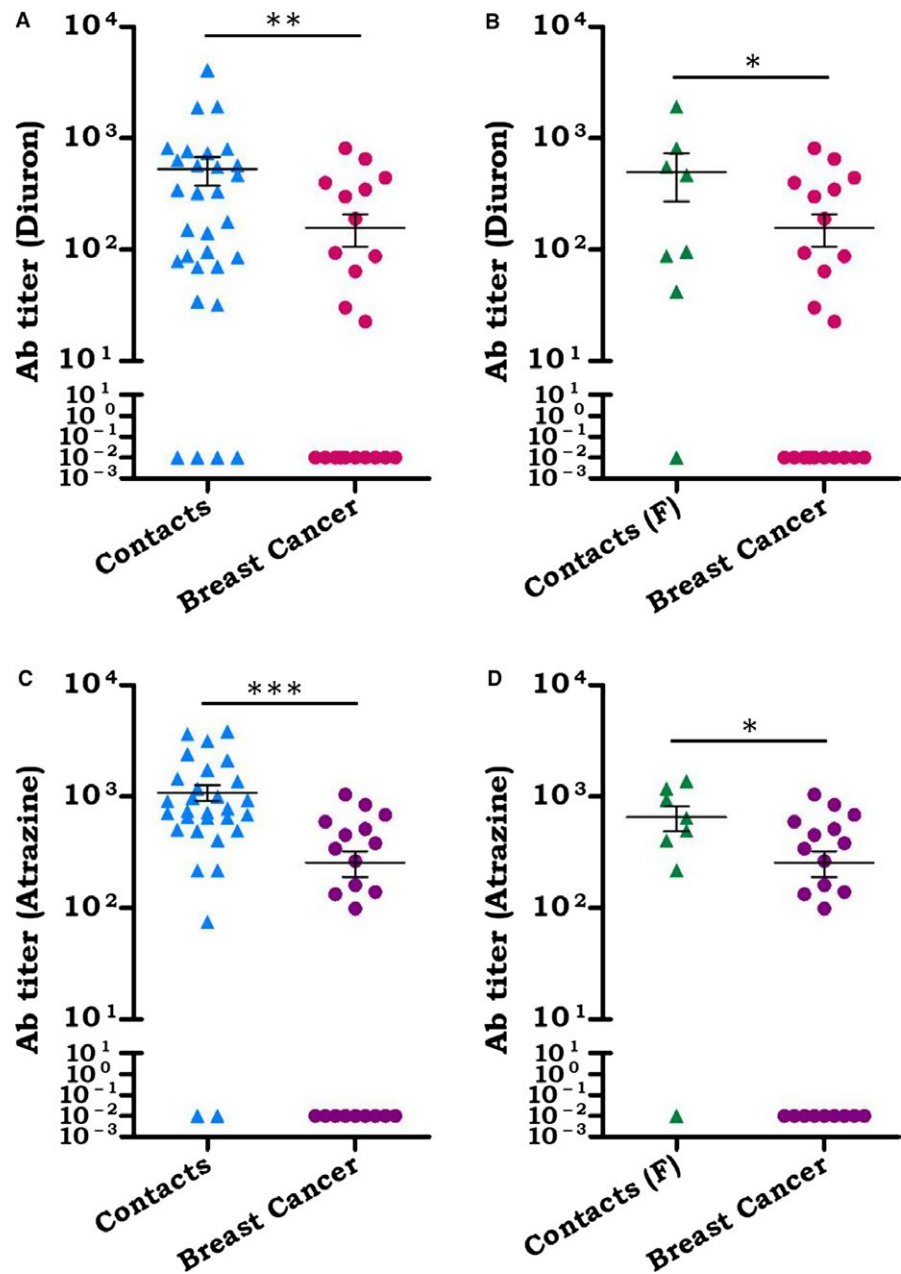 A
Ab titer (Diuron)
10⁴
10³
10²
10¹
10¹
10⁰
10⁻¹
10⁻²
10⁻³
**
Contacts
Breast Cancer
B
Ab titer (Diuron)
10⁴
10³
10²
10¹
10¹
10⁰
10⁻¹
10⁻²
10⁻³
*
Contacts (F)
Breast Cancer
C
Ab titer (Atrazine)
10⁴
10³
10²
10¹
10¹
10⁰
10⁻¹
10⁻²
10⁻³
***
Contacts
Breast Cancer
D
Ab titer (Atrazine)
10⁴
10³
10²
10¹
10¹
10⁰
10⁻¹
10⁻²
10⁻³
*
Contacts (F)
Breast Cancer